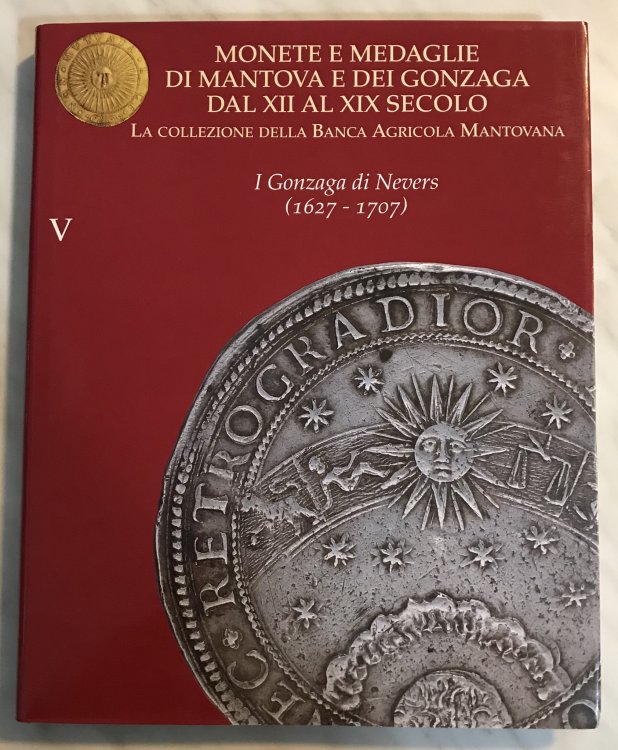 MONETE E MEDAGLIE
DI MANTOVA E DEI GONZAGA
DAL XII AL XIX SECOLO
LA COLLEZIONE DELLA BANCA AGRICOLA MANTOVANA
I Gonzaga di Nevers
(1627 - 1707)
V
EC · RETROGRADIOR ·